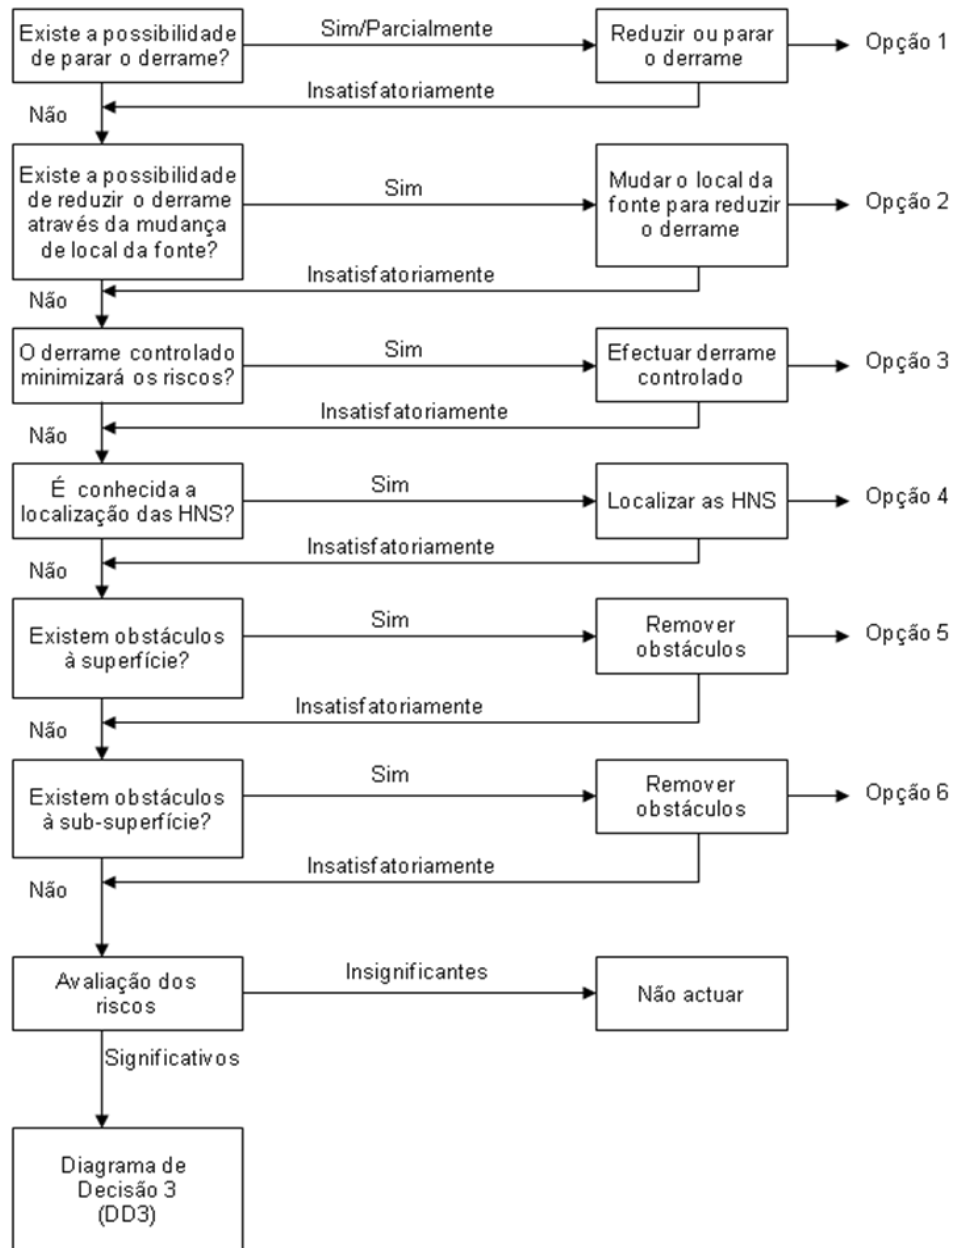 Existe a possibilidade
de parar o derrame?
Sim/Parcialmente
Reduzir ou parar
o derrame
Opção 1
Insatisfatoriamente
Não
Existe a possibilidade
de reduzir o derrame
através da mudança
de local da fonte?
Sim
Mudar o local da
fonte para reduzir
o derrame
Opção 2
Insatisfatoriamente
Não
O derrame controlado
minimizará os riscos?
Sim
Efectuar derrame
controlado
Opção 3
Insatisfatoriamente
Não
É conhecida a
localização das HNS?
Sim
Localizar as HNS
Opção 4
Insatisfatoriamente
Não
Existem obstáculos
à superfície?
Sim
Remover
obstáculos
Opção 5
Insatisfatoriamente
Não
Existem obstáculos
à sub-superfície?
Sim
Remover
obstáculos
Opção 6
Insatisfatoriamente
Não
Avaliação dos
riscos
Insignificantes
Não actuar
Significativos
Diagrama de
Decisão 3
(DD3)